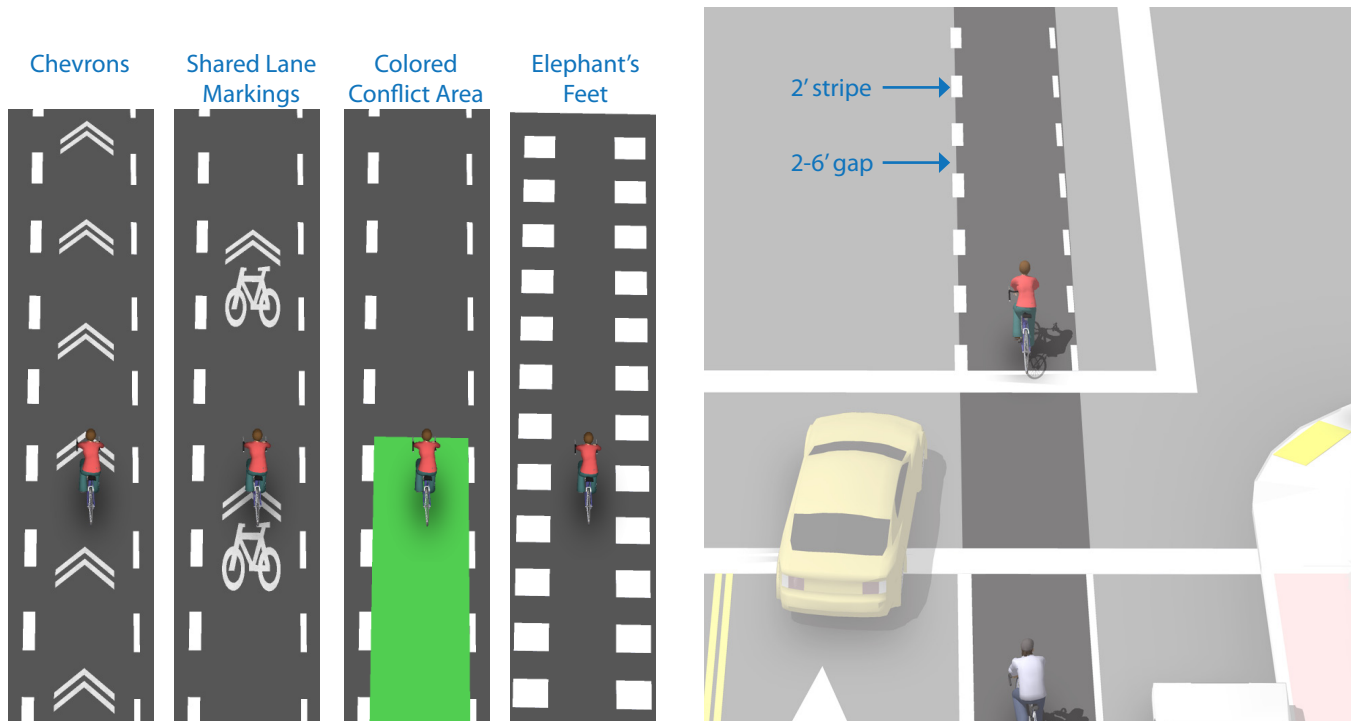 Chevrons
Shared Lane
Markings
Colored
Conflict Area
Elephant's
Feet
2' stripe
2-6' gap